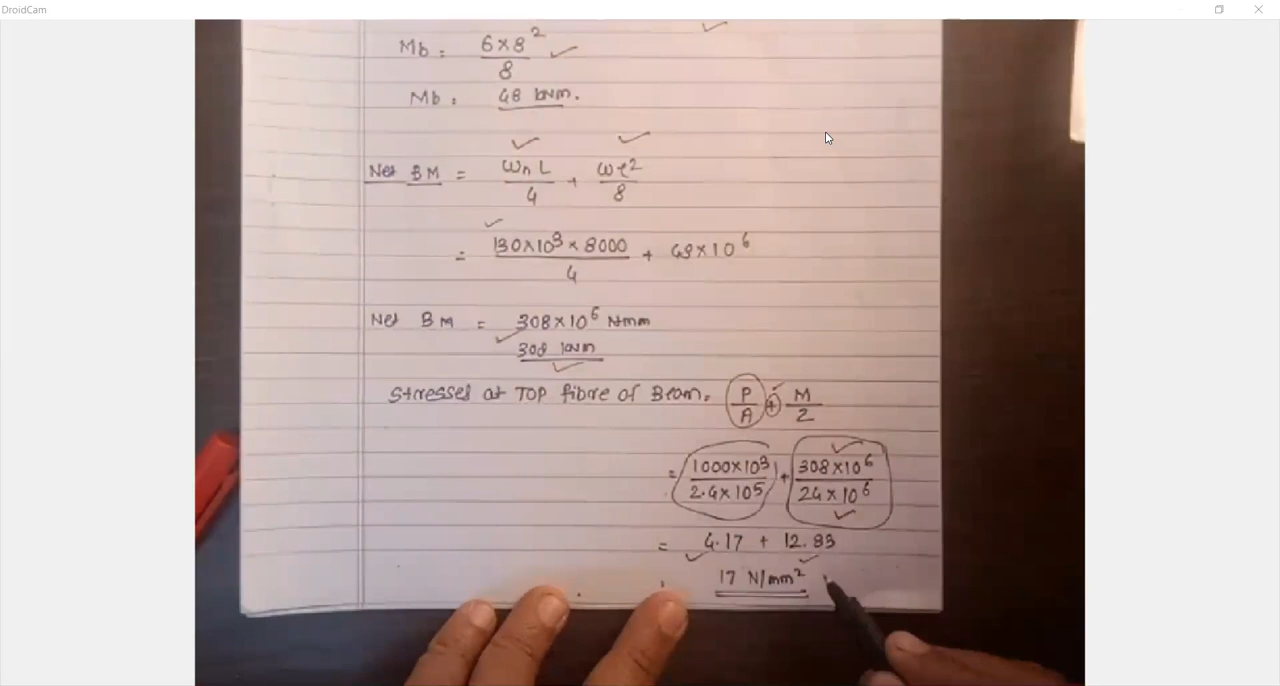 DroidCam
Mb = 6×8²/8
Mb = 48 kNm.
Net BM = WnL/4 + Wl²/8
= 130×10³×8000/4 + 48×10⁶
Net BM = 308×10⁶ Nmm
308 kNm
Stresses at TOP fibre of Beam = P/A + M/Z
= 1000×10³/2.4×10⁵ + 308×10⁶/24×10⁶
= 4.17 + 12.83
: 17 N/mm²